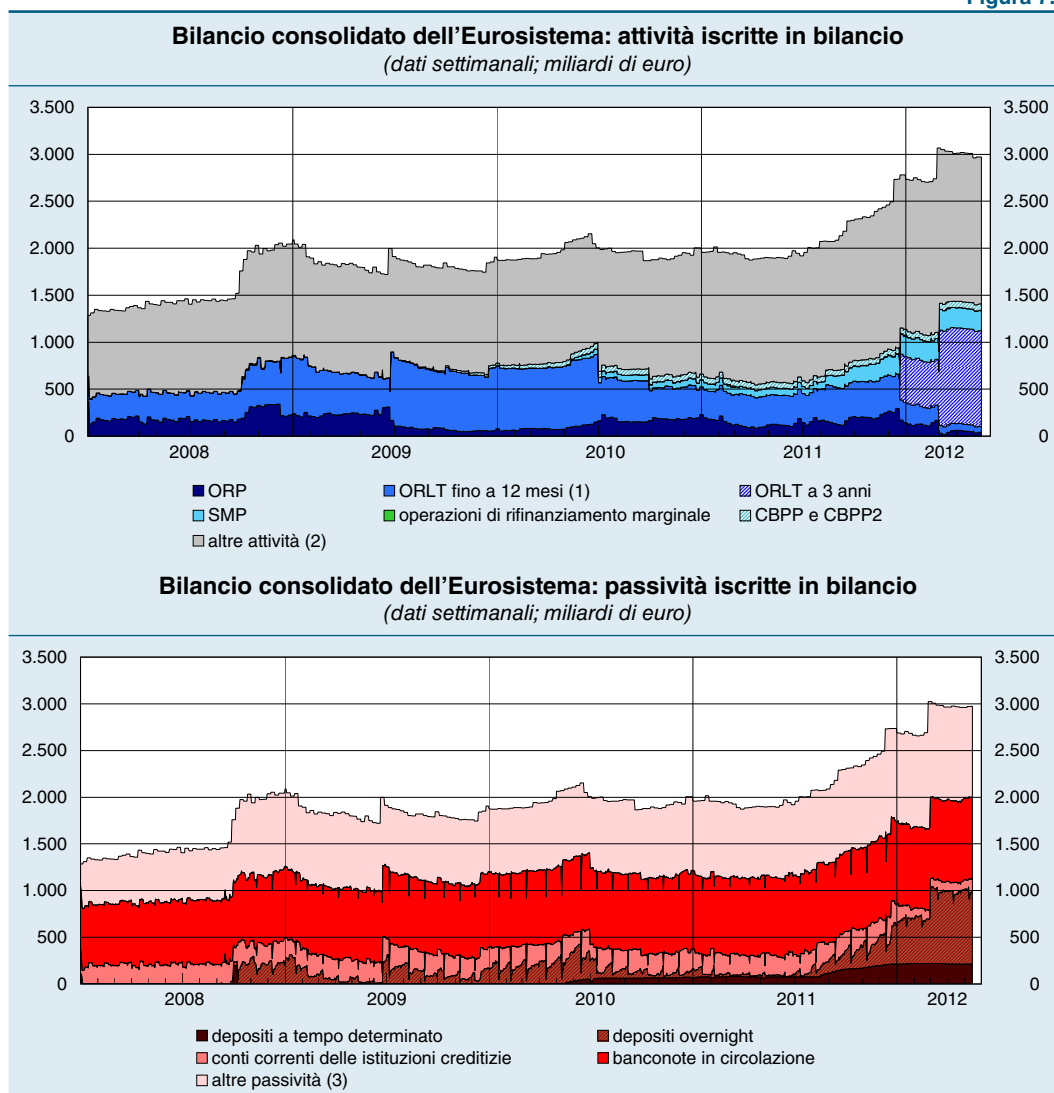 Figura 7.
Bilancio consolidato dell'Eurosistema: attività iscritte in bilancio
(dati settimanali; miliardi di euro)
3.500 3.500
3.000 3.000
2.500 2.500
2.000 2.000
1.500 1.500
1.000 1.000
500 500
0 0
2008 2009 2010 2011 2012
ORP ORLT fino a 12 mesi (1) ORLT a 3 anni
SMP operazioni di rifinanziamento marginale CBPP e CBPP2
altre attività (2)
Bilancio consolidato dell'Eurosistema: passività iscritte in bilancio
(dati settimanali; miliardi di euro)
3.500 3.500
3.000 3.000
2.500 2.500
2.000 2.000
1.500 1.500
1.000 1.000
500 500
0 0
2008 2009 2010 2011 2012
depositi a tempo determinato depositi overnight
conti correnti delle istituzioni creditizie banconote in circolazione
altre passività (3)